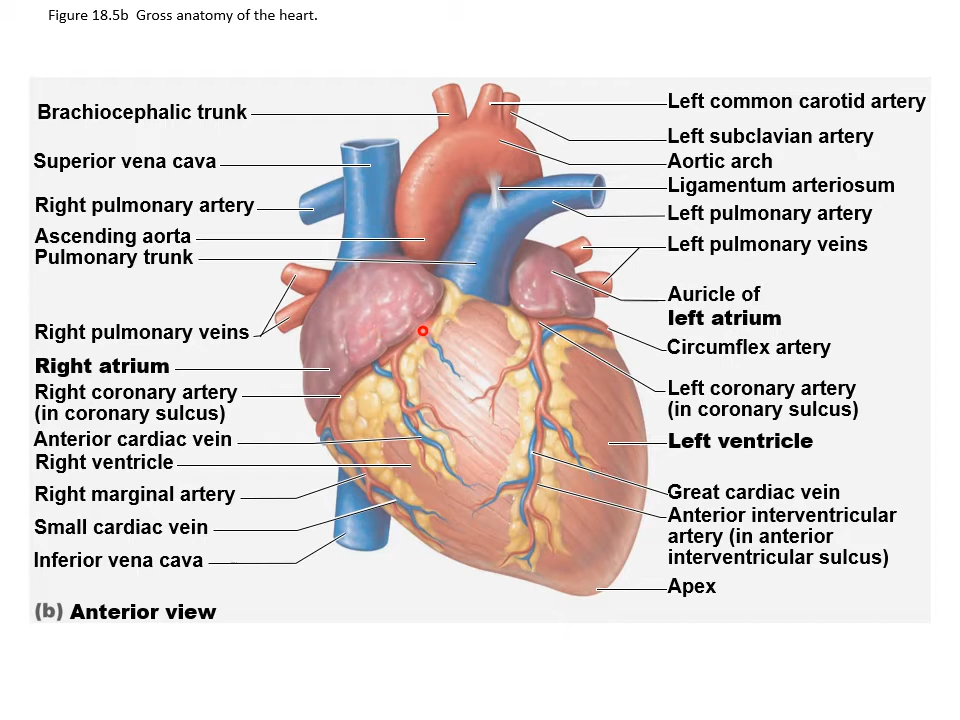 Figure 18.5b  Gross anatomy of the heart.
Brachiocephalic trunk
Superior vena cava
Right pulmonary artery
Ascending aorta
Pulmonary trunk
Right pulmonary veins
Right atrium
Right coronary artery
(in coronary sulcus)
Anterior cardiac vein
Right ventricle
Right marginal artery
Small cardiac vein
Inferior vena cava
(b) Anterior view
Left common carotid artery
Left subclavian artery
Aortic arch
Ligamentum arteriosum
Left pulmonary artery
Left pulmonary veins
Auricle of
left atrium
Circumflex artery
Left coronary artery
(in coronary sulcus)
Left ventricle
Great cardiac vein
Anterior interventricular
artery (in anterior
interventricular sulcus)
Apex